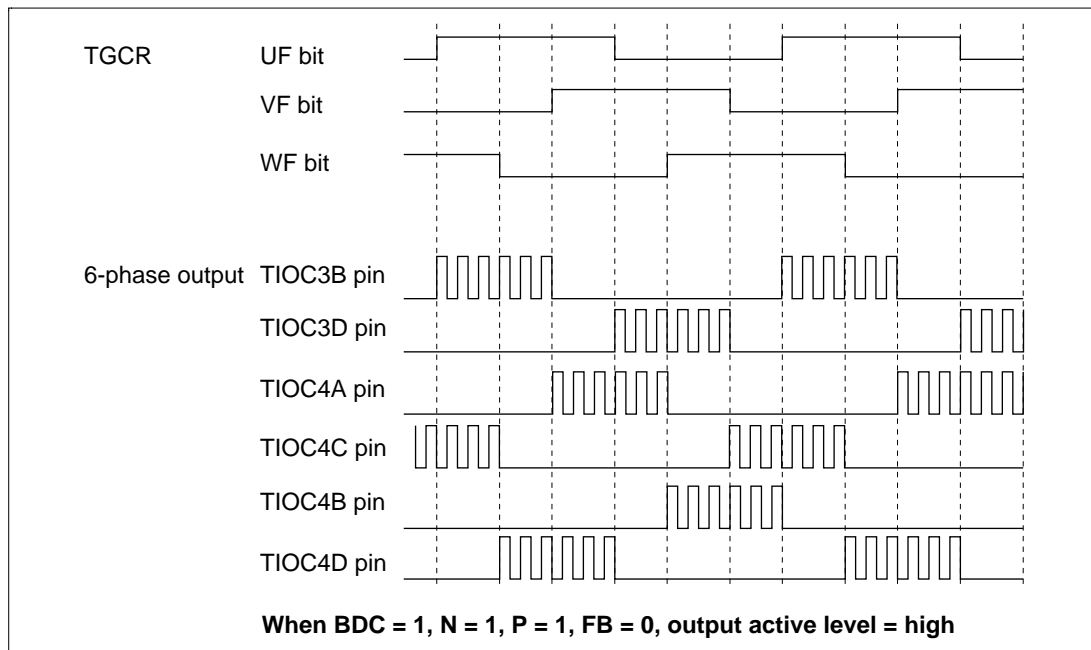 TGCR UF bit
VF bit
WF bit
6-phase output TIOC3B pin
TIOC3D pin
TIOC4A pin
TIOC4C pin
TIOC4B pin
TIOC4D pin
When BDC = 1, N = 1, P = 1, FB = 0, output active level = high